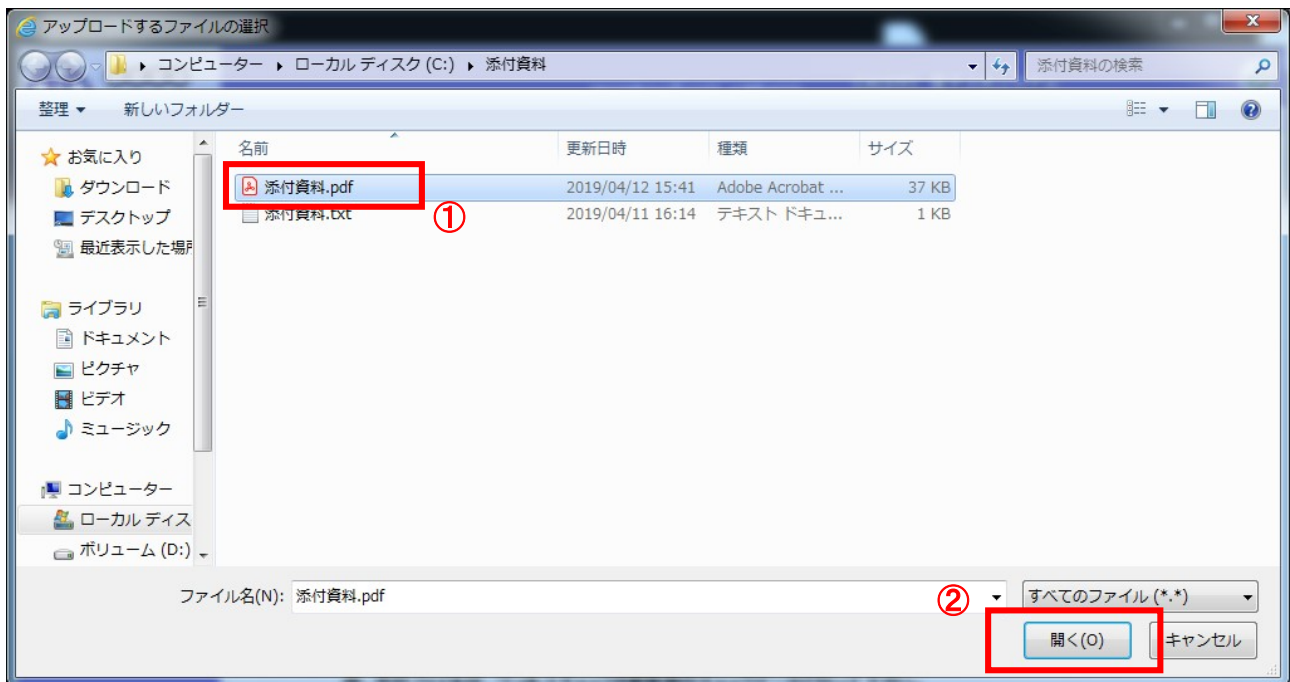 アップロードするファイルの選択
コンピューター ▸ ローカル ディスク (C:) ▸ 添付資料
添付資料の検索
整理 新しいフォルダー
名前 更新日時 種類 サイズ
お気に入り
ダウンロード
デスクトップ
最近表示した場所
ライブラリ
ドキュメント
ピクチャ
ビデオ
ミュージック
コンピューター
ローカル ディス
ボリューム (D:)
添付資料.pdf 2019/04/12 15:41 Adobe Acrobat ... 37 KB
①
添付資料.txt 2019/04/11 16:14 テキスト ドキュ... 1 KB
ファイル名(N): 添付資料.pdf
②
すべてのファイル (*.*)
開く(O) キャンセル